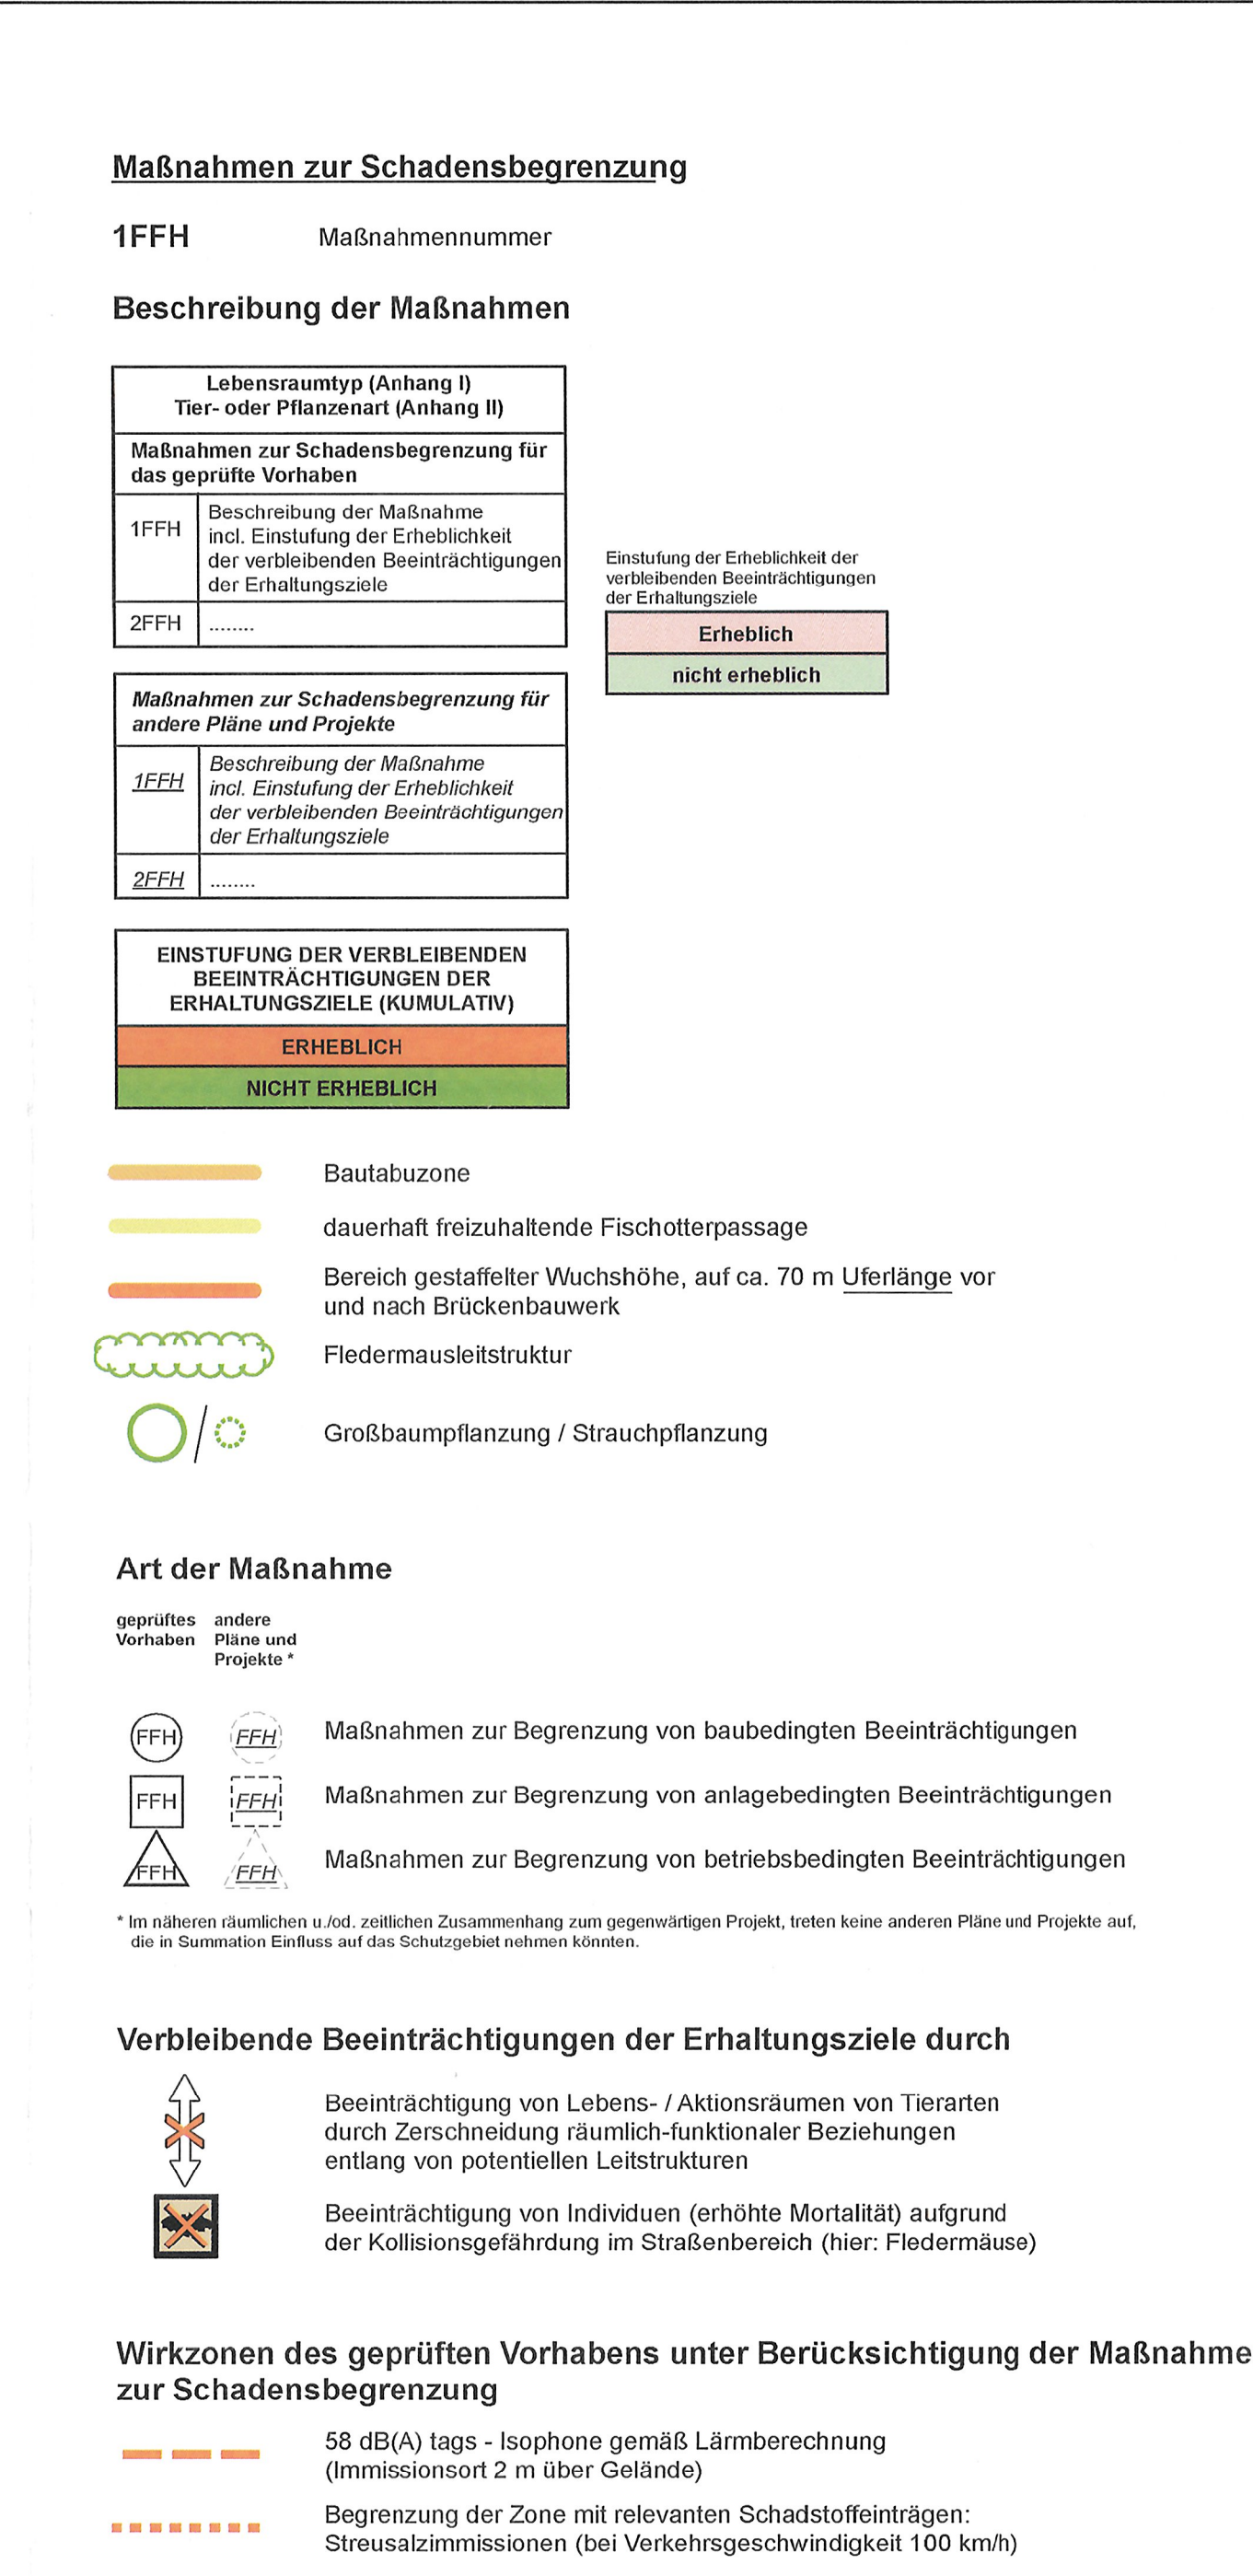 Maßnahmen zur Schadensbegrenzung
1FFH Maßnahmennummer
Beschreibung der Maßnahmen
Lebensraumtyp (Anhang I)
Tier- oder Pflanzenart (Anhang II)
Maßnahmen zur Schadensbegrenzung für
das geprüfte Vorhaben
1FFH
Beschreibung der Maßnahme
incl. Einstufung der Erheblichkeit
der verbleibenden Beeinträchtigungen
der Erhaltungsziele
2FFH ........
Einstufung der Erheblichkeit der
verbleibenden Beeinträchtigungen
der Erhaltungsziele
Erheblich
nicht erheblich
Maßnahmen zur Schadensbegrenzung für
andere Pläne und Projekte
1FFH
Beschreibung der Maßnahme
incl. Einstufung der Erheblichkeit
der verbleibenden Beeinträchtigungen
der Erhaltungsziele
2FFH ........
EINSTUFUNG DER VERBLEIBENDEN
BEEINTRÄCHTIGUNGEN DER
ERHALTUNGSZIELE (KUMULATIV)
ERHEBLICH
NICHT ERHEBLICH
Bautabuzone
dauerhaft freizuhaltende Fischotterpassage
Bereich gestaffelter Wuchshöhe, auf ca. 70 m Uferlänge vor
und nach Brückenbauwerk
Fledermausleitstruktur
Großbaumpflanzung / Strauchpflanzung
Art der Maßnahme
geprüftes andere
Vorhaben Pläne und
Projekte *
FFH FFH Maßnahmen zur Begrenzung von baubedingten Beeinträchtigungen
FFH FFH Maßnahmen zur Begrenzung von anlagebedingten Beeinträchtigungen
FFH FFH Maßnahmen zur Begrenzung von betriebsbedingten Beeinträchtigungen
* Im näheren räumlichen u./od. zeitlichen Zusammenhang zum gegenwärtigen Projekt, treten keine anderen Pläne und Projekte auf,
die in Summation Einfluss auf das Schutzgebiet nehmen könnten.
Verbleibende Beeinträchtigungen der Erhaltungsziele durch
Beeinträchtigung von Lebens- / Aktionsräumen von Tierarten
durch Zerschneidung räumlich-funktionaler Beziehungen
entlang von potentiellen Leitstrukturen
Beeinträchtigung von Individuen (erhöhte Mortalität) aufgrund
der Kollisionsgefährdung im Straßenbereich (hier: Fledermäuse)
Wirkzonen des geprüften Vorhabens unter Berücksichtigung der Maßnahme
zur Schadensbegrenzung
58 dB(A) tags - Isophone gemäß Lärmberechnung
(Immissionsort 2 m über Gelände)
Begrenzung der Zone mit relevanten Schadstoffeinträgen:
Streusalzimmissionen (bei Verkehrsgeschwindigkeit 100 km/h)